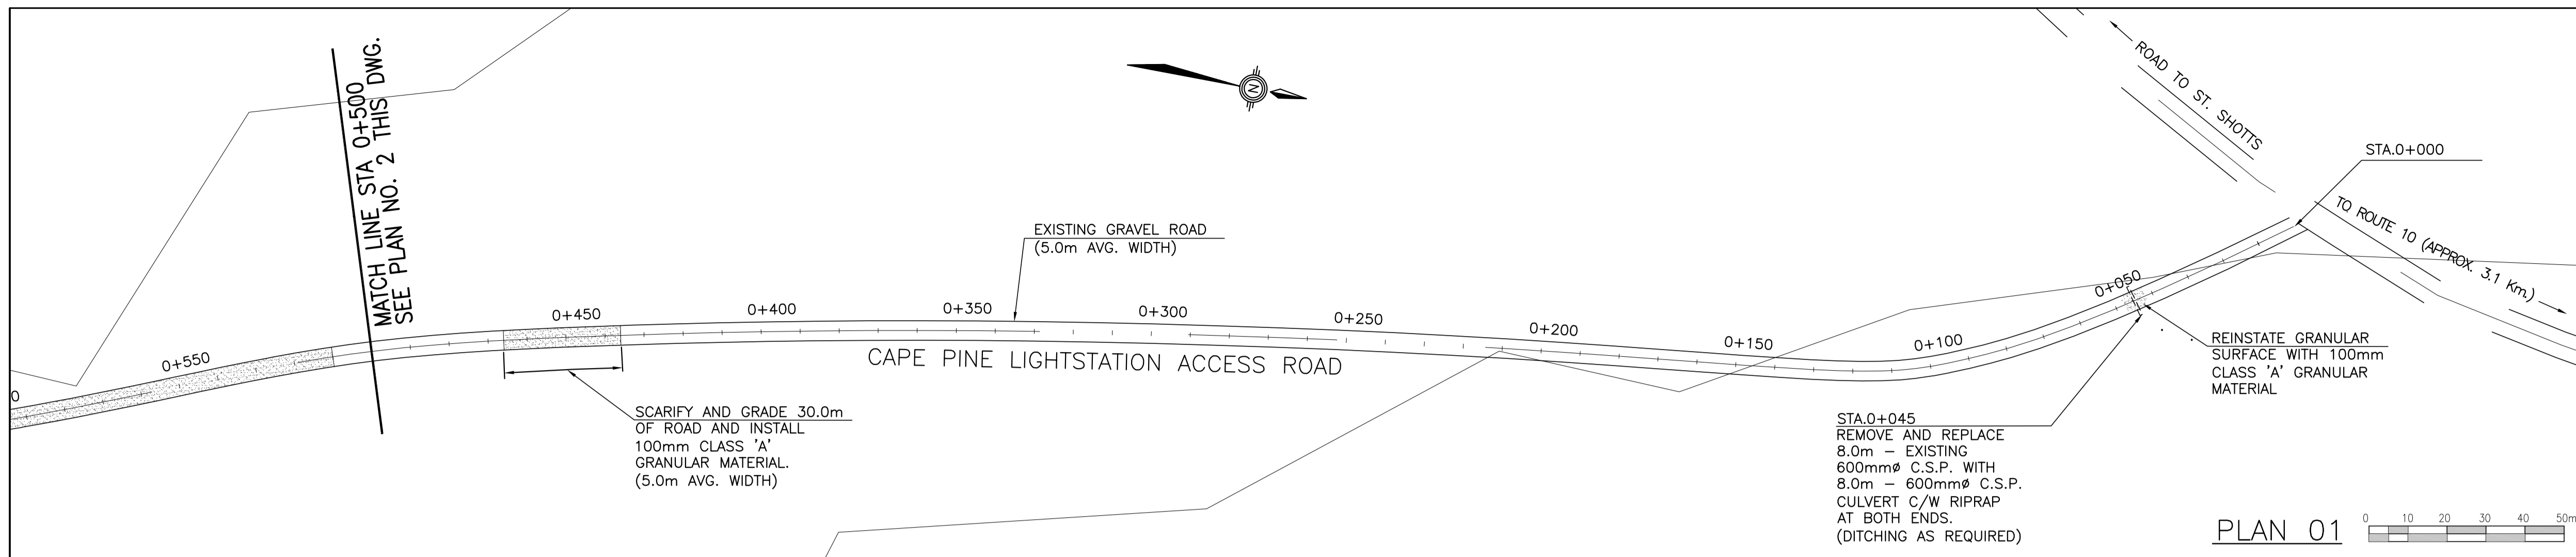 MATCH LINE STA 0+500
SEE PLAN NO. 2 THIS DWG.
N
ROAD TO ST. SHOTTS
STA.0+000
TO ROUTE 10 (APPROX. 3.1 Km.)
EXISTING GRAVEL ROAD
(5.0m AVG. WIDTH)
0
0+550
0+450
0+400
0+350
0+300
0+250
0+200
0+150
0+100
0+050
CAPE PINE LIGHTSTATION ACCESS ROAD
SCARIFY AND GRADE 30.0m
OF ROAD AND INSTALL
100mm CLASS 'A'
GRANULAR MATERIAL.
(5.0m AVG. WIDTH)
REINSTATE GRANULAR
SURFACE WITH 100mm
CLASS 'A' GRANULAR
MATERIAL
STA.0+045
REMOVE AND REPLACE
8.0m – EXISTING
600mmø C.S.P. WITH
8.0m – 600mmø C.S.P.
CULVERT C/W RIPRAP
AT BOTH ENDS.
(DITCHING AS REQUIRED)
PLAN 01
0 10 20 30 40 50m